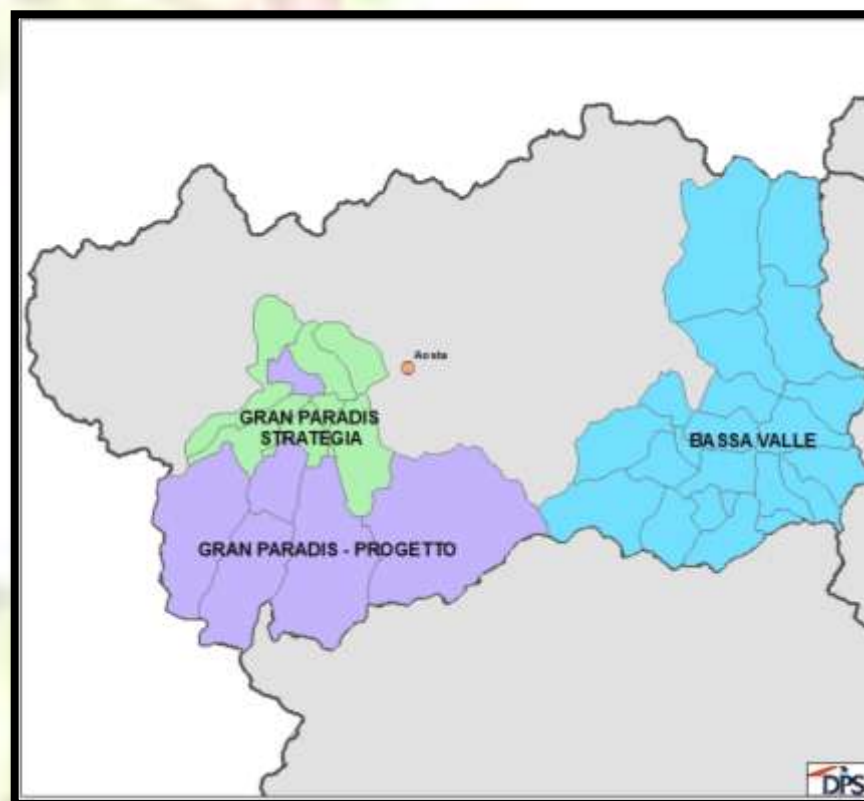 Aosta
GRAN PARADIS
STRATEGIA
BASSA VALLE
GRAN PARADIS - PROGETTO
DPS